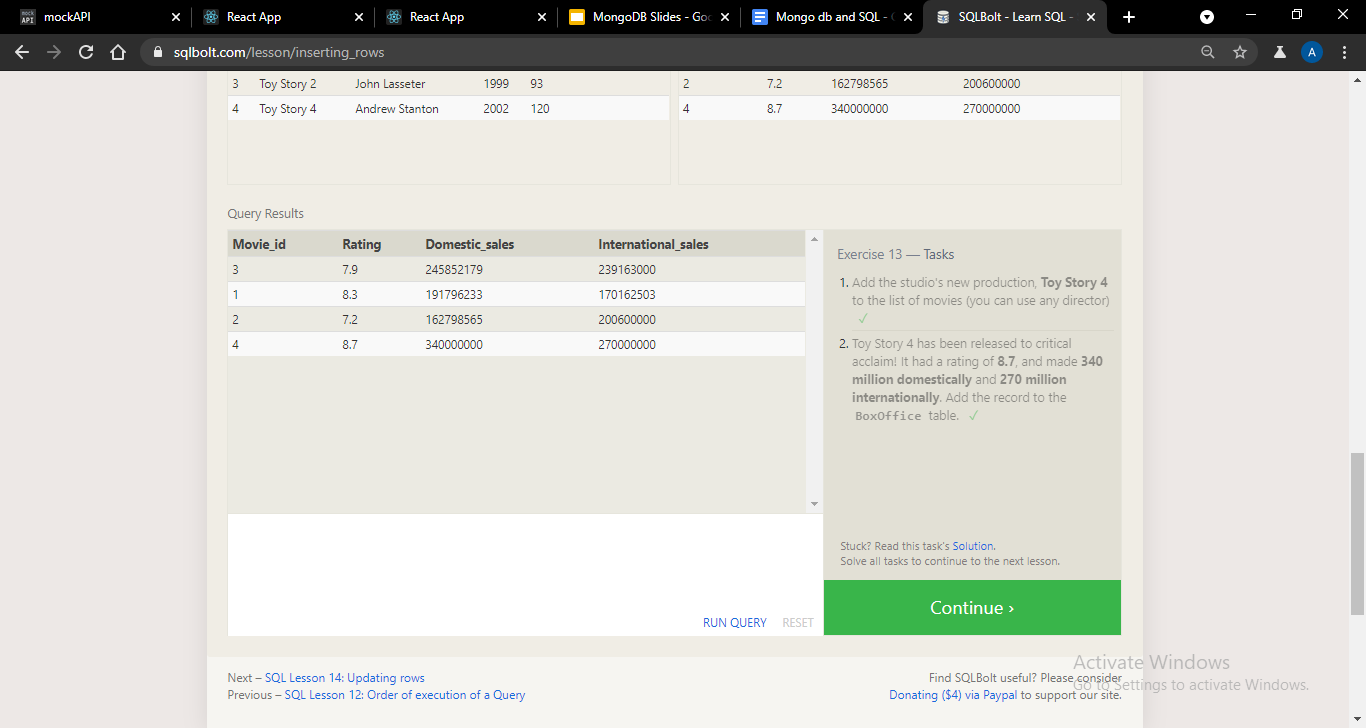 mockAPI React App React App MongoDB Slides - Goo Mongo db and SQL - SQLBolt - Learn SQL -
sqlbolt.com/lesson/inserting_rows A
3 Toy Story 2 John Lasseter 1999 93 2 7.2 162798565 200600000
4 Toy Story 4 Andrew Stanton 2002 120 4 8.7 340000000 270000000
Query Results
Movie_id Rating Domestic_sales International_sales
3 7.9 245852179 239163000
1 8.3 191796233 170162503
2 7.2 162798565 200600000
4 8.7 340000000 270000000
Exercise 13 — Tasks
1. Add the studio's new production, Toy Story 4
to the list of movies (you can use any director)
✓
2. Toy Story 4 has been released to critical
acclaim! It had a rating of 8.7, and made 340
million domestically and 270 million
internationally. Add the record to the
BoxOffice table. ✓
Stuck? Read this task's Solution.
Solve all tasks to continue to the next lesson.
RUN QUERY RESET
Continue ›
Next – SQL Lesson 14: Updating rows
Previous – SQL Lesson 12: Order of execution of a Query
Find SQLBolt useful? Please consider
Donating ($4) via Paypal to support our site.
Activate Windows
Go to Settings to activate Windows.